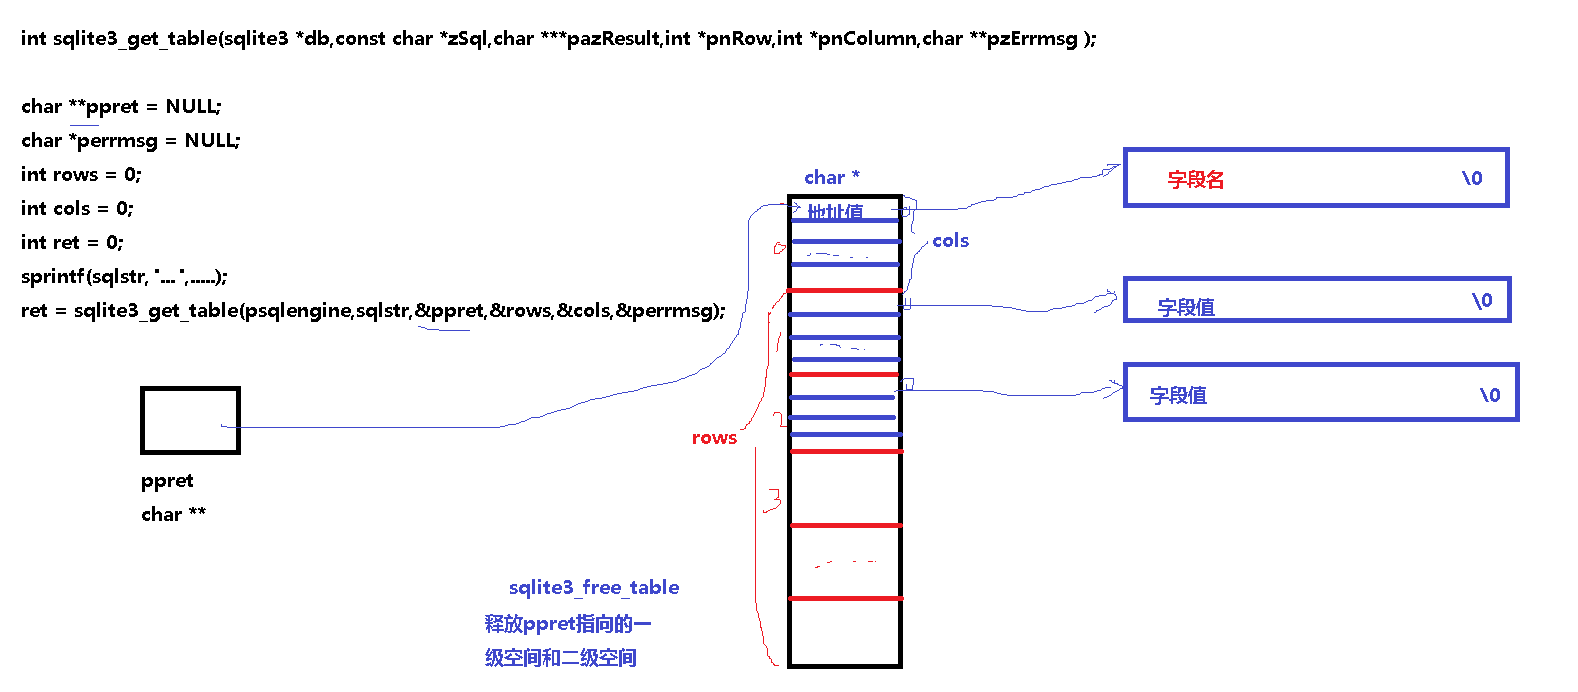 int sqlite3_get_table(sqlite3 *db,const char *zSql,char ***pazResult,int *pnRow,int *pnColumn,char **pzErrmsg );
char **ppret = NULL;
char *perrmsg = NULL;
int rows = 0;
int cols = 0;
int ret = 0;
sprintf(sqlstr, "... ",.....);
ret = sqlite3_get_table(psqlengine,sqlstr,&ppret,&rows,&cols,&perrmsg);
char *
地址值
0
cols
1
2
rows
3
字段名 \0
字段值 \0
字段值 \0
ppret
char **
sqlite3_free_table
释放ppret指向的一
级空间和二级空间